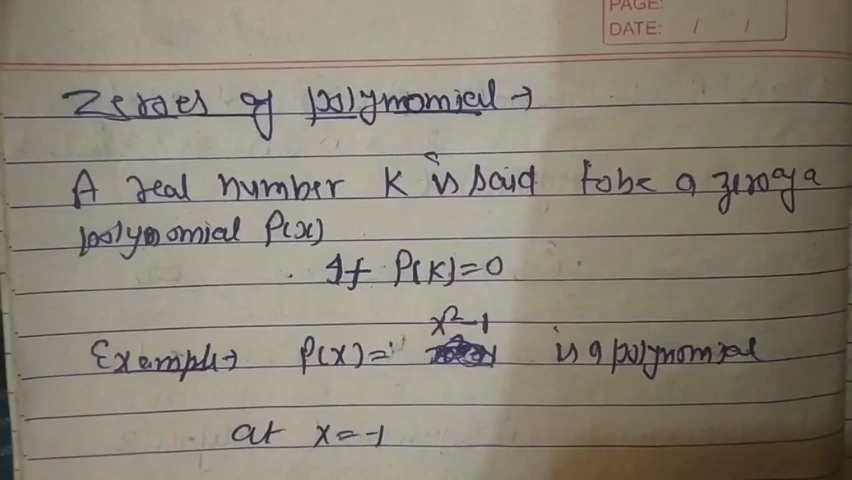 PAGE:
DATE: / /
Zeroes of polynomial →
A real number K is said to be a zero of a
polynomial P(x)
If P(K)=0
x²-1
Example→ P(x)= is a polynomial
at x=-1